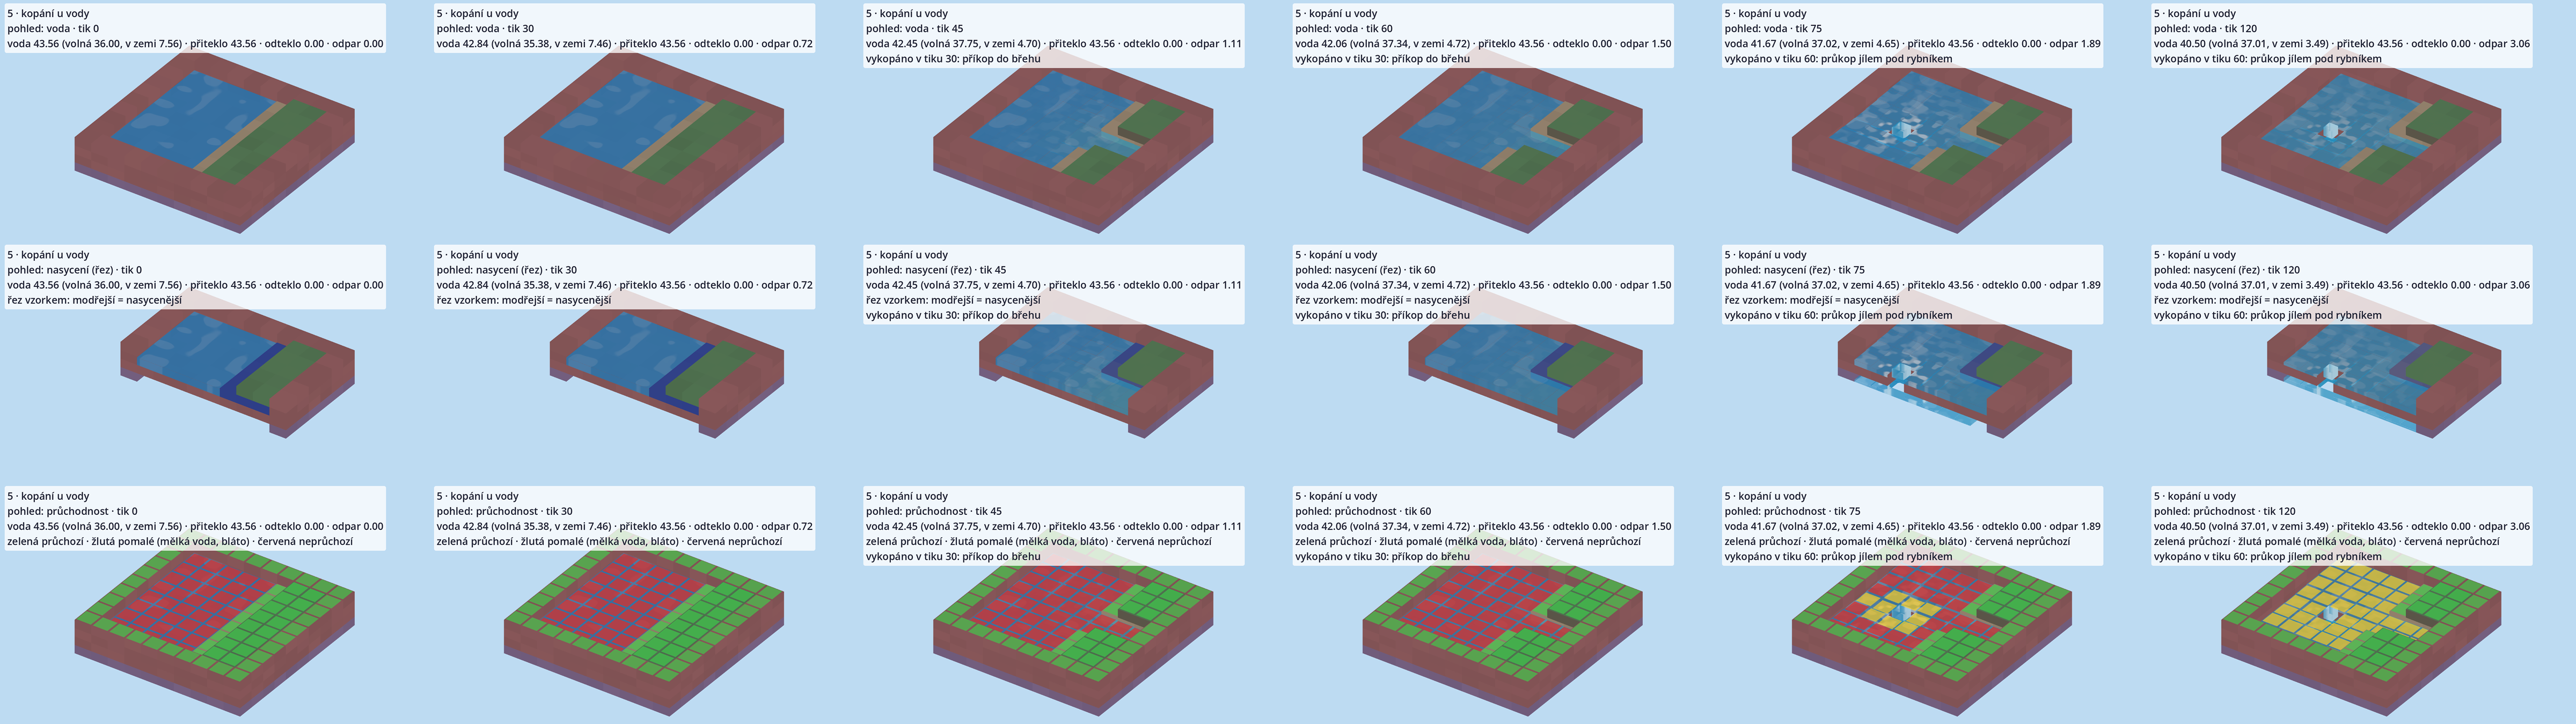 5 · kopání u vody
pohled: voda · tik 0
voda 43.56 (volná 36.00, v zemi 7.56) · přiteklo 43.56 · odteklo 0.00 · odpar 0.00
5 · kopání u vody
pohled: voda · tik 30
voda 42.84 (volná 35.38, v zemi 7.46) · přiteklo 43.56 · odteklo 0.00 · odpar 0.72
5 · kopání u vody
pohled: voda · tik 45
voda 42.45 (volná 37.75, v zemi 4.70) · přiteklo 43.56 · odteklo 0.00 · odpar 1.11
vykopáno v tiku 30: příkop do břehu
5 · kopání u vody
pohled: voda · tik 60
voda 42.06 (volná 37.34, v zemi 4.72) · přiteklo 43.56 · odteklo 0.00 · odpar 1.50
vykopáno v tiku 30: příkop do břehu
5 · kopání u vody
pohled: voda · tik 75
voda 41.67 (volná 37.02, v zemi 4.65) · přiteklo 43.56 · odteklo 0.00 · odpar 1.89
vykopáno v tiku 60: průkop jílem pod rybníkem
5 · kopání u vody
pohled: voda · tik 120
voda 40.50 (volná 37.01, v zemi 3.49) · přiteklo 43.56 · odteklo 0.00 · odpar 3.06
vykopáno v tiku 60: průkop jílem pod rybníkem
5 · kopání u vody
pohled: nasycení (řez) · tik 0
voda 43.56 (volná 36.00, v zemi 7.56) · přiteklo 43.56 · odteklo 0.00 · odpar 0.00
řez vzorkem: modřejší = nasycenější
5 · kopání u vody
pohled: nasycení (řez) · tik 30
voda 42.84 (volná 35.38, v zemi 7.46) · přiteklo 43.56 · odteklo 0.00 · odpar 0.72
řez vzorkem: modřejší = nasycenější
5 · kopání u vody
pohled: nasycení (řez) · tik 45
voda 42.45 (volná 37.75, v zemi 4.70) · přiteklo 43.56 · odteklo 0.00 · odpar 1.11
řez vzorkem: modřejší = nasycenější
vykopáno v tiku 30: příkop do břehu
5 · kopání u vody
pohled: nasycení (řez) · tik 60
voda 42.06 (volná 37.34, v zemi 4.72) · přiteklo 43.56 · odteklo 0.00 · odpar 1.50
řez vzorkem: modřejší = nasycenější
vykopáno v tiku 30: příkop do břehu
5 · kopání u vody
pohled: nasycení (řez) · tik 75
voda 41.67 (volná 37.02, v zemi 4.65) · přiteklo 43.56 · odteklo 0.00 · odpar 1.89
řez vzorkem: modřejší = nasycenější
vykopáno v tiku 60: průkop jílem pod rybníkem
5 · kopání u vody
pohled: nasycení (řez) · tik 120
voda 40.50 (volná 37.01, v zemi 3.49) · přiteklo 43.56 · odteklo 0.00 · odpar 3.06
řez vzorkem: modřejší = nasycenější
vykopáno v tiku 60: průkop jílem pod rybníkem
5 · kopání u vody
pohled: průchodnost · tik 0
voda 43.56 (volná 36.00, v zemi 7.56) · přiteklo 43.56 · odteklo 0.00 · odpar 0.00
zelená průchozí · žlutá pomalé (mělká voda, bláto) · červená neprůchozí
5 · kopání u vody
pohled: průchodnost · tik 30
voda 42.84 (volná 35.38, v zemi 7.46) · přiteklo 43.56 · odteklo 0.00 · odpar 0.72
zelená průchozí · žlutá pomalé (mělká voda, bláto) · červená neprůchozí
5 · kopání u vody
pohled: průchodnost · tik 45
voda 42.45 (volná 37.75, v zemi 4.70) · přiteklo 43.56 · odteklo 0.00 · odpar 1.11
zelená průchozí · žlutá pomalé (mělká voda, bláto) · červená neprůchozí
vykopáno v tiku 30: příkop do břehu
5 · kopání u vody
pohled: průchodnost · tik 60
voda 42.06 (volná 37.34, v zemi 4.72) · přiteklo 43.56 · odteklo 0.00 · odpar 1.50
zelená průchozí · žlutá pomalé (mělká voda, bláto) · červená neprůchozí
vykopáno v tiku 30: příkop do břehu
5 · kopání u vody
pohled: průchodnost · tik 75
voda 41.67 (volná 37.02, v zemi 4.65) · přiteklo 43.56 · odteklo 0.00 · odpar 1.89
zelená průchozí · žlutá pomalé (mělká voda, bláto) · červená neprůchozí
vykopáno v tiku 60: průkop jílem pod rybníkem
5 · kopání u vody
pohled: průchodnost · tik 120
voda 40.50 (volná 37.01, v zemi 3.49) · přiteklo 43.56 · odteklo 0.00 · odpar 3.06
zelená průchozí · žlutá pomalé (mělká voda, bláto) · červená neprůchozí
vykopáno v tiku 60: průkop jílem pod rybníkem